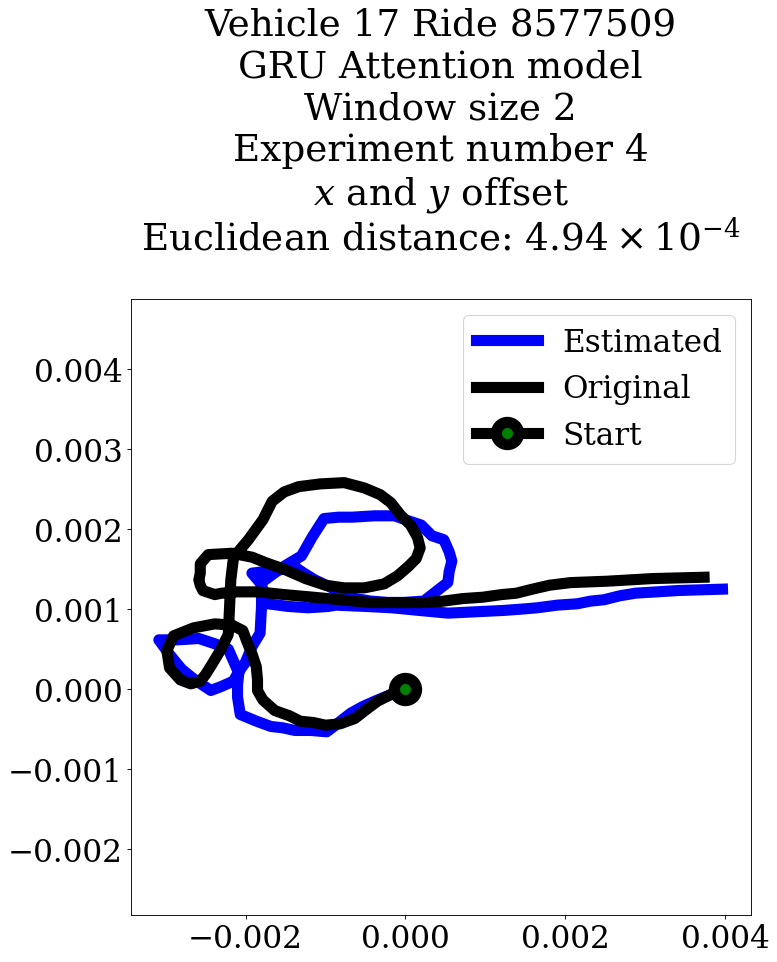 Vehicle 17 Ride 8577509
GRU Attention model
Window size 2
Experiment number 4
x and y offset
Euclidean distance: 4.94 × 10⁻⁴
Estimated
Original
Start
0.004
0.003
0.002
0.001
0.000
−0.001
−0.002
−0.002 0.000 0.002 0.004